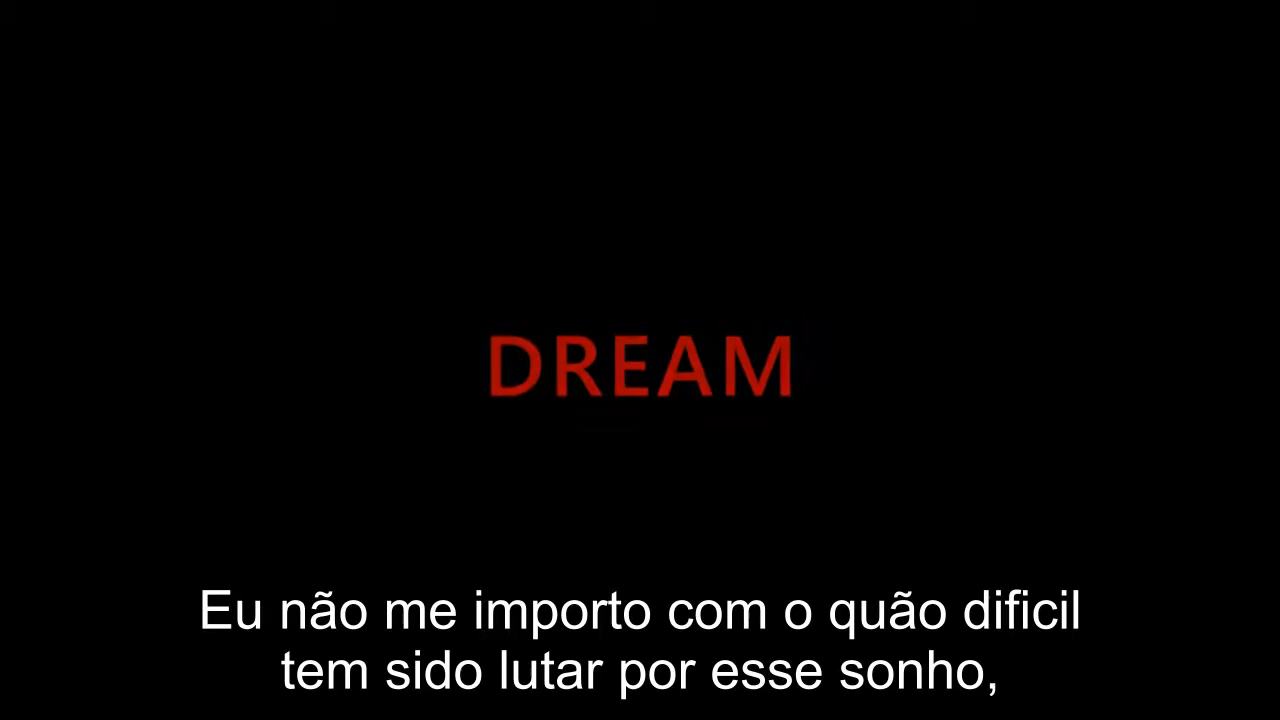 DREAM
Eu não me importo com o quão dificil
tem sido lutar por esse sonho,